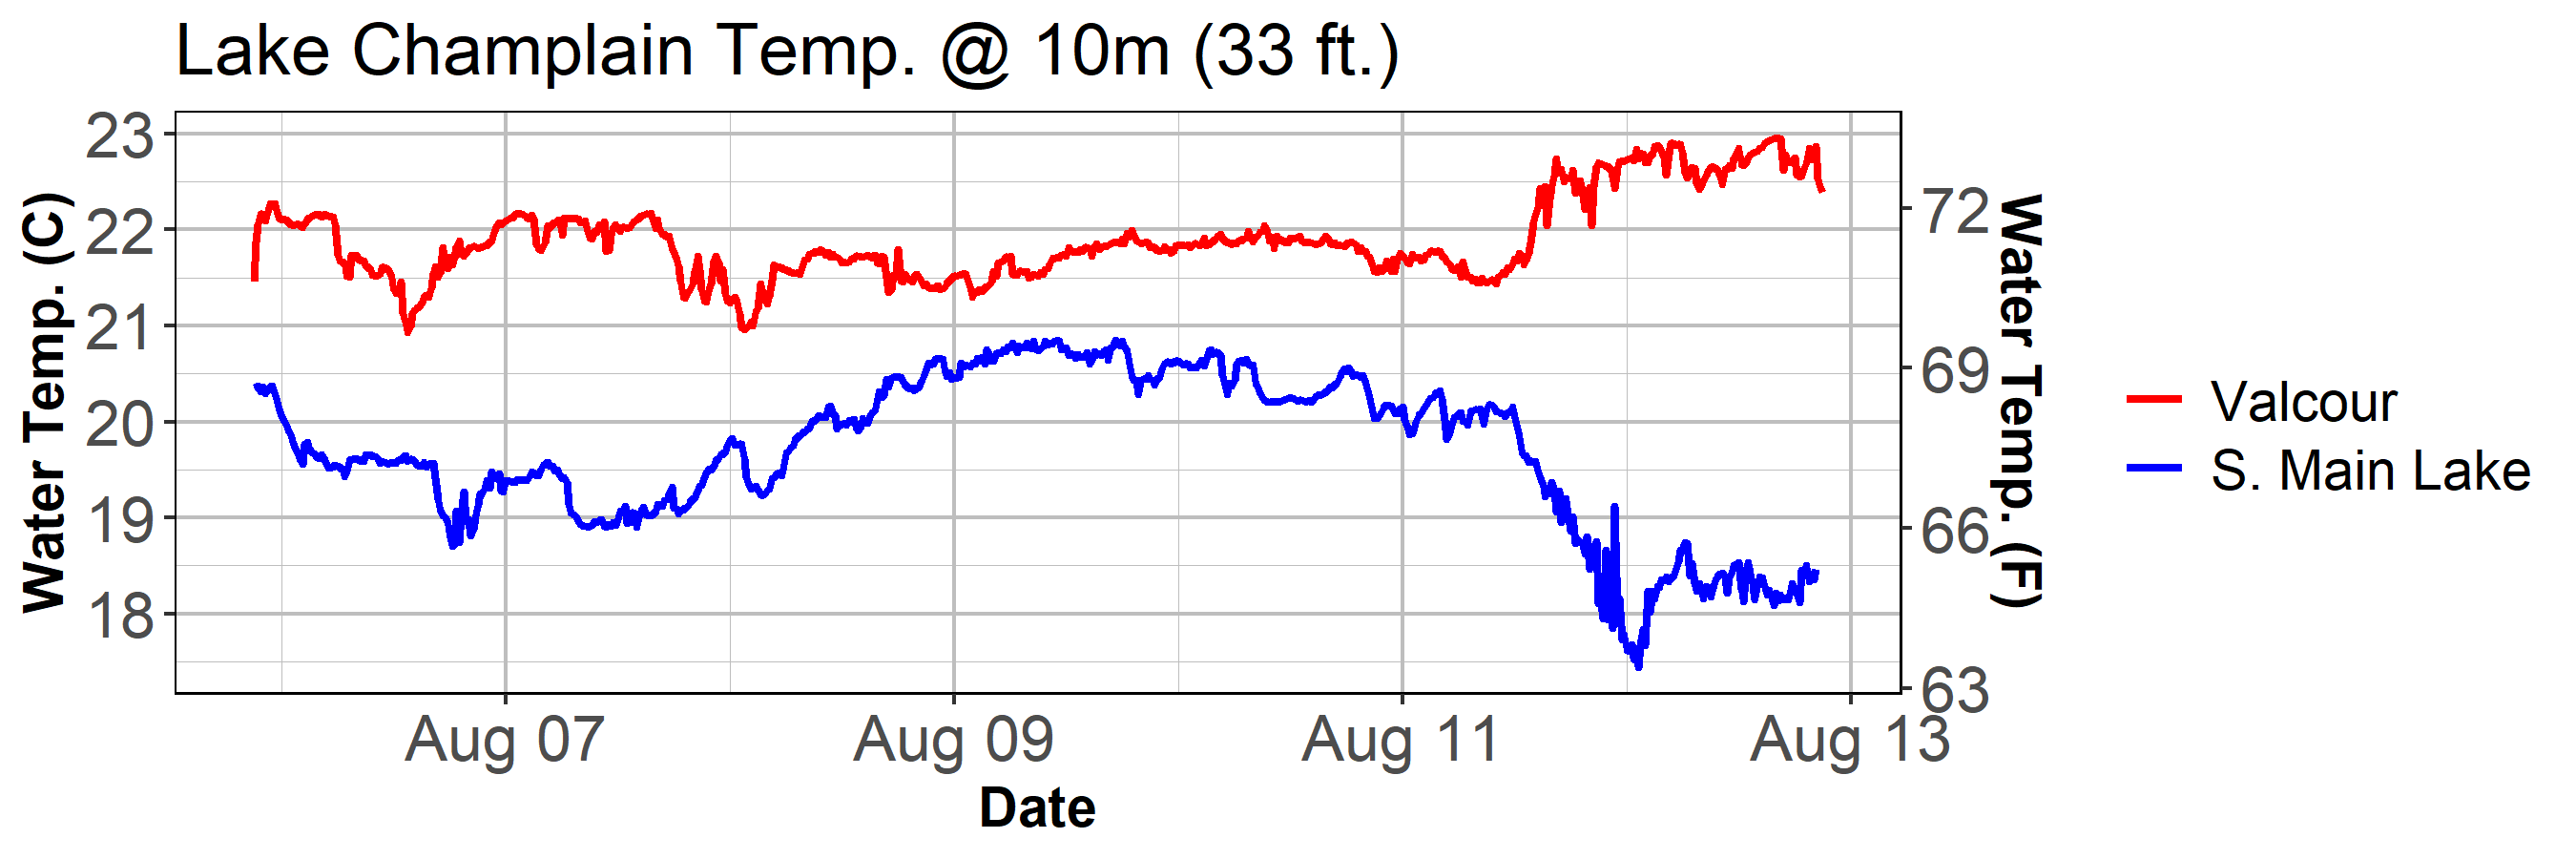 Lake Champlain Temp. @ 10m (33 ft.)
Water Temp. (C)
23
22
21
20
19
18
72
69
66
63
Water Temp. (F)
Aug 07
Aug 09
Aug 11
Aug 13
Date
Valcour
S. Main Lake